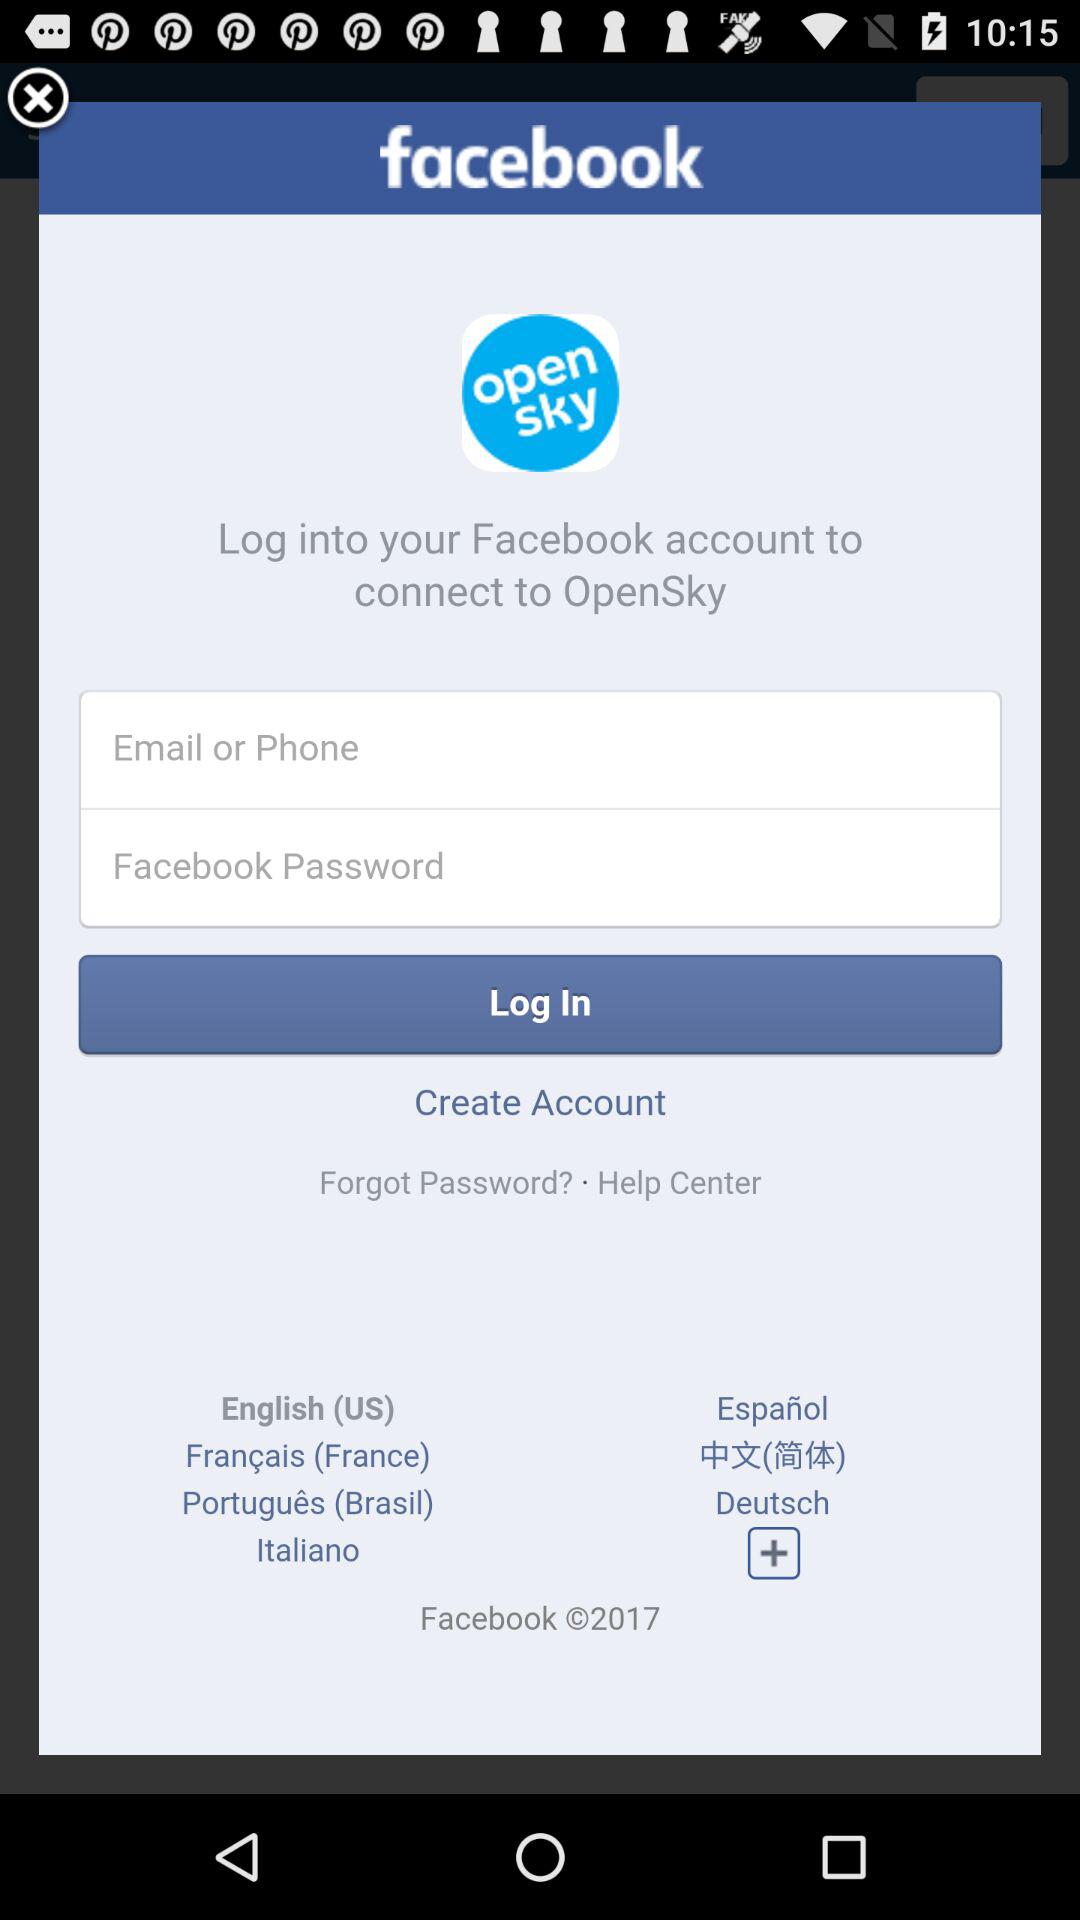 FAKE
10:15
facebook
open
sky
Log into your Facebook account to
connect to OpenSky
Email or Phone
Facebook Password
Log In
Create Account
Forgot Password? · Help Center
English (US)
Español
Français (France)
中文(简体)
Português (Brasil)
Deutsch
Italiano
Facebook ©2017